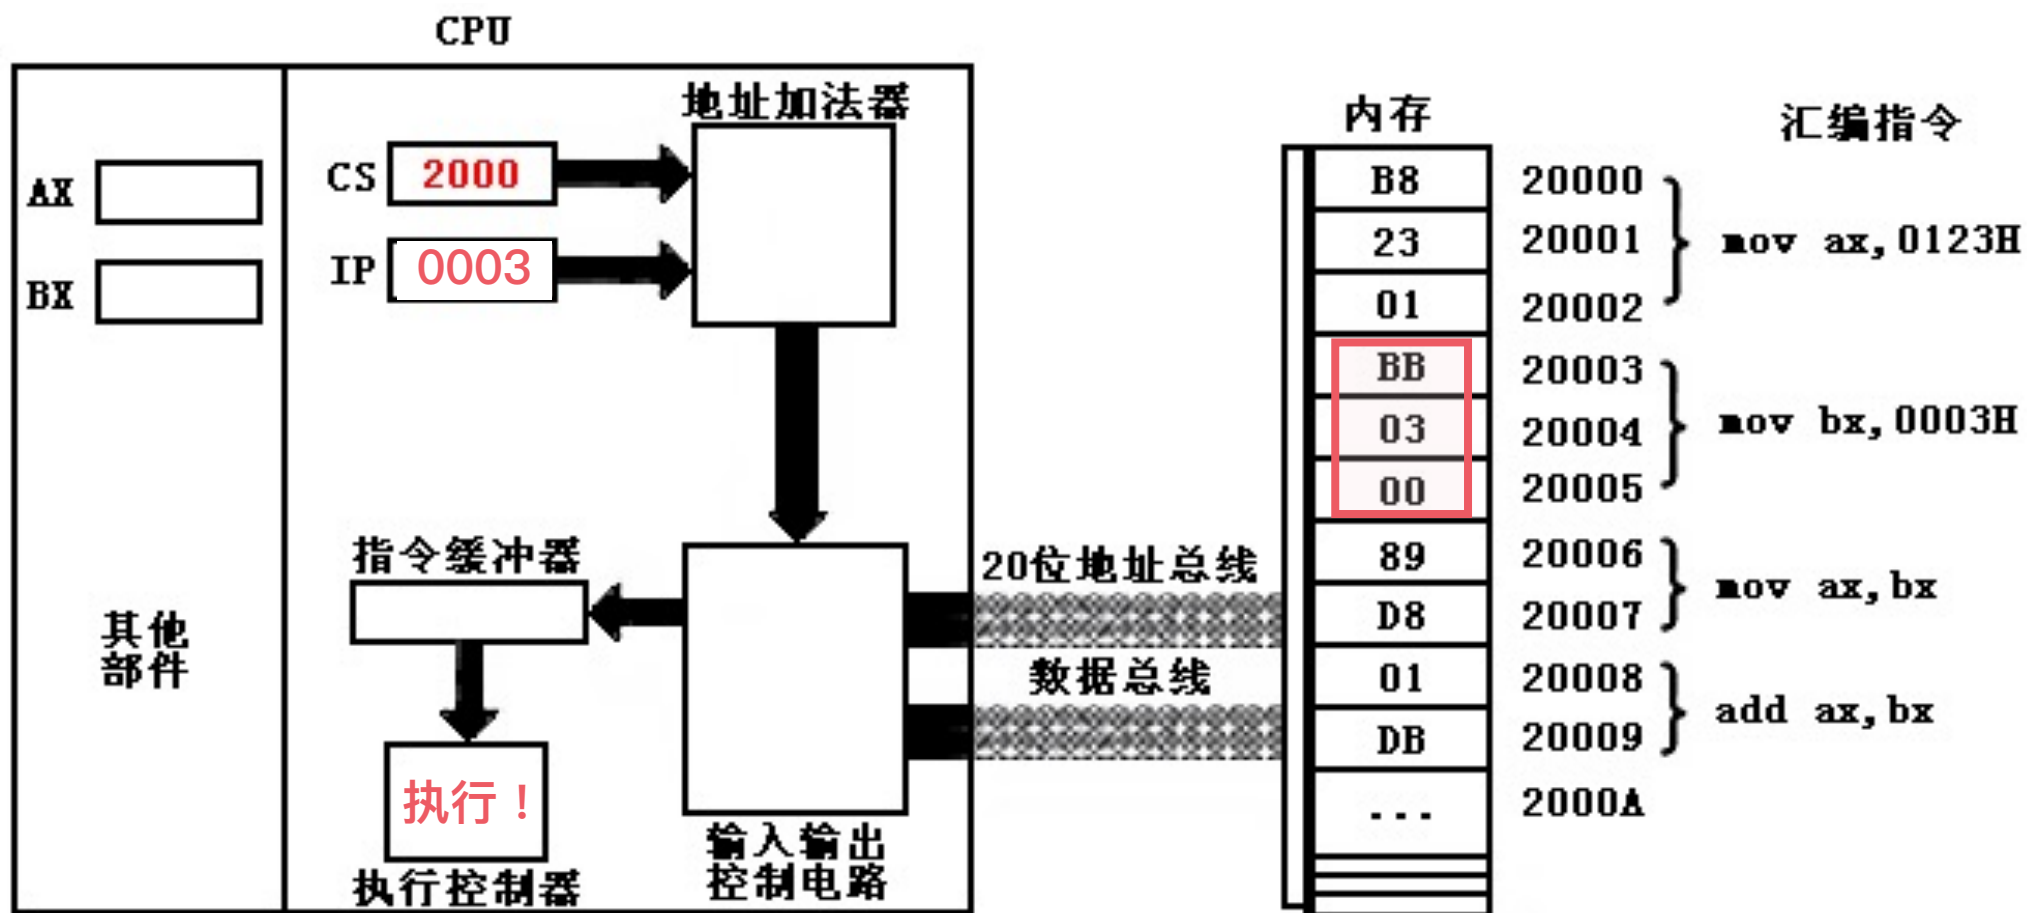 CPU
地址加法器
AX
BX
CS 2000
IP 0003
指令缓冲器
其他
部件
执行！
执行控制器
输入输出
控制电路
20位地址总线
数据总线
内存
汇编指令
B8 20000
23 20001 mov ax,0123H
01 20002
BB 20003
03 20004 mov bx,0003H
00 20005
89 20006
mov ax,bx
D8 20007
01 20008
add ax,bx
DB 20009
... 2000A